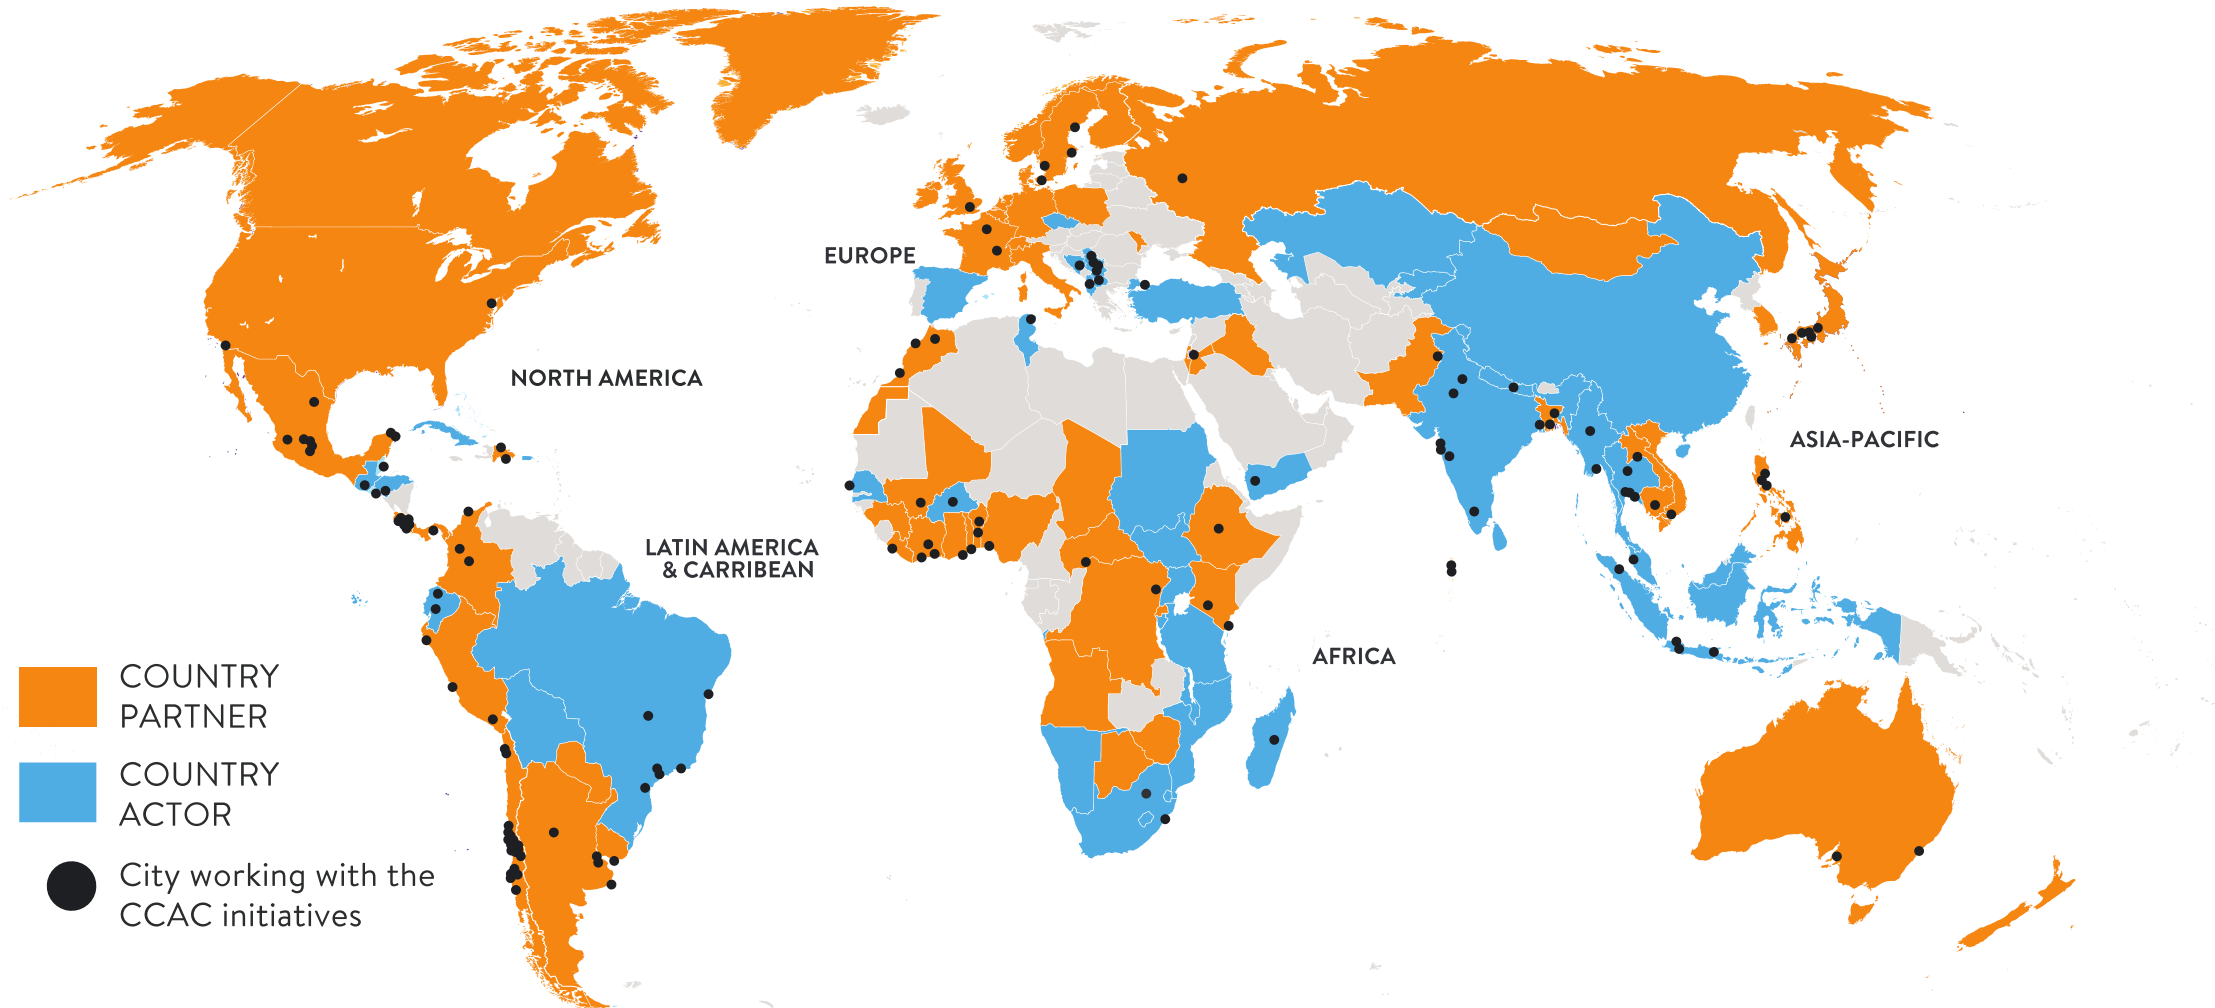 EUROPE
NORTH AMERICA
ASIA-PACIFIC
LATIN AMERICA
& CARRIBEAN
AFRICA
COUNTRY
PARTNER
COUNTRY
ACTOR
City working with the
CCAC initiatives